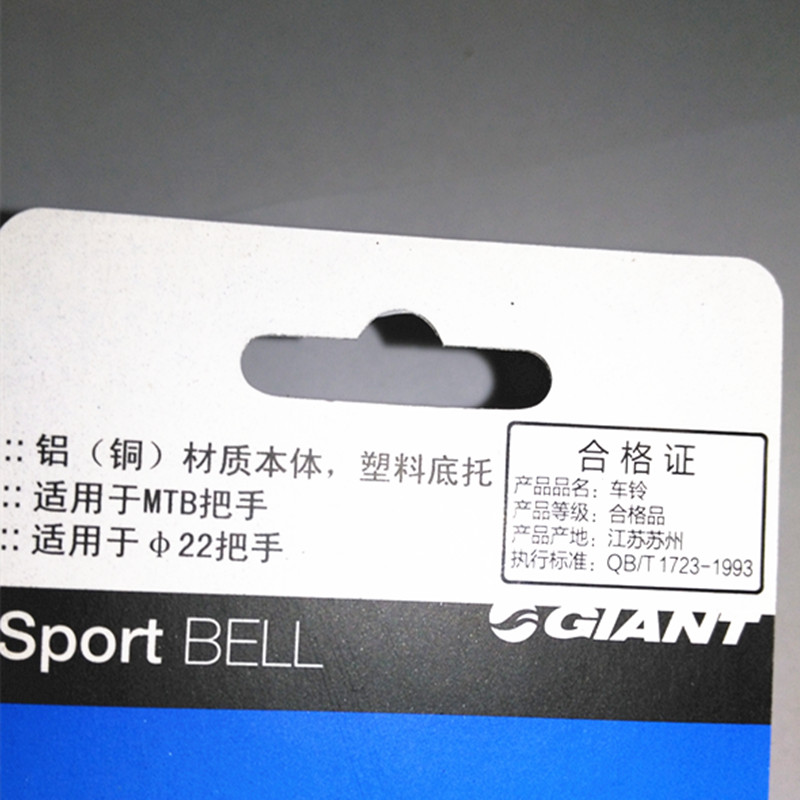 :: 铝（铜）材质本体，塑料底托
:: 适用于MTB把手
:: 适用于φ22把手
合格证
产品品名：车铃
产品等级：合格品
产品产地：江苏苏州
执行标准：QB/T 1723-1993
Sport BELL
GIANT